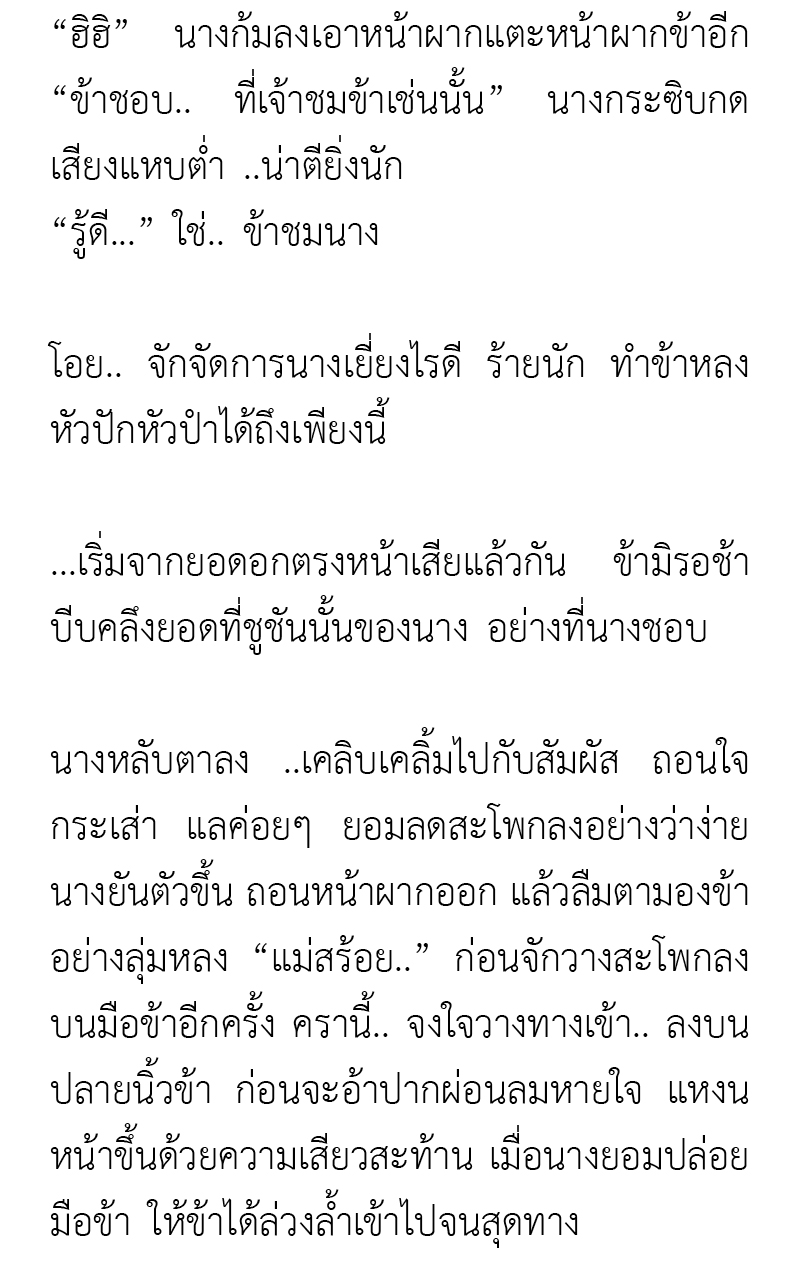 “ฮิฮิ” นางก้มลงเอาหน้าผากแตะหน้าผากข้าอีก
“ข้าชอบ.. ที่เจ้าชมข้าเช่นนั้น” นางกระซิบกด
เสียงแหบต่ำ ..น่าตียิ่งนัก
“รู้ดี...” ใช่.. ข้าชมนาง
โอย.. จักจัดการนางเยี่ยงไรดี ร้ายนัก ทำข้าหลง
หัวปักหัวปำได้ถึงเพียงนี้
...เริ่มจากยอดอกตรงหน้าเสียแล้วกัน ข้ามิรอช้า
บีบคลึงยอดที่ชูชันนั้นของนาง อย่างที่นางชอบ
นางหลับตาลง ..เคลิบเคลิ้มไปกับสัมผัส ถอนใจ
กระเส่า แลค่อยๆ ยอมลดสะโพกลงอย่างว่าง่าย
นางยันตัวขึ้น ถอนหน้าผากออก แล้วลืมตามองข้า
อย่างลุ่มหลง “แม่สร้อย..” ก่อนจักวางสะโพกลง
บนมือข้าอีกครั้ง ครานี้.. จงใจวางทางเข้า.. ลงบน
ปลายนิ้วข้า ก่อนจะอ้าปากผ่อนลมหายใจ แหงน
หน้าขึ้นด้วยความเสียวสะท้าน เมื่อนางยอมปล่อย
มือข้า ให้ข้าได้ล่วงล้ำเข้าไปจนสุดทาง